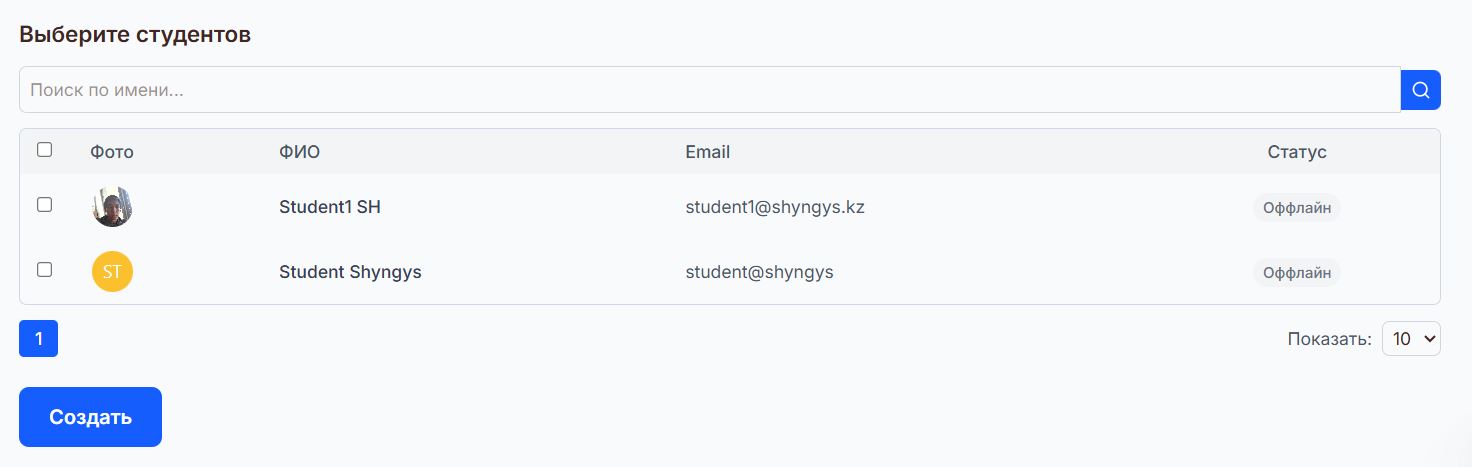 Выберите студентов
Поиск по имени...
Фото ФИО Email Статус
Student1 SH student1@shyngys.kz Оффлайн
ST Student Shyngys student@shyngys Оффлайн
1 Показать: 10
Создать